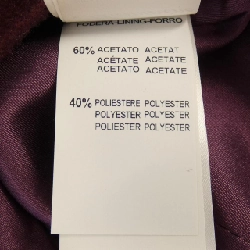 FODERA-LINING-FORRO
60% ACETATO ACETAT
ACÉTATE ACETATE
ACETATO ACETATE
40% POLIESTERE POLYESTER
POLYESTER POLYESTER
POLIESTER POLYESTER